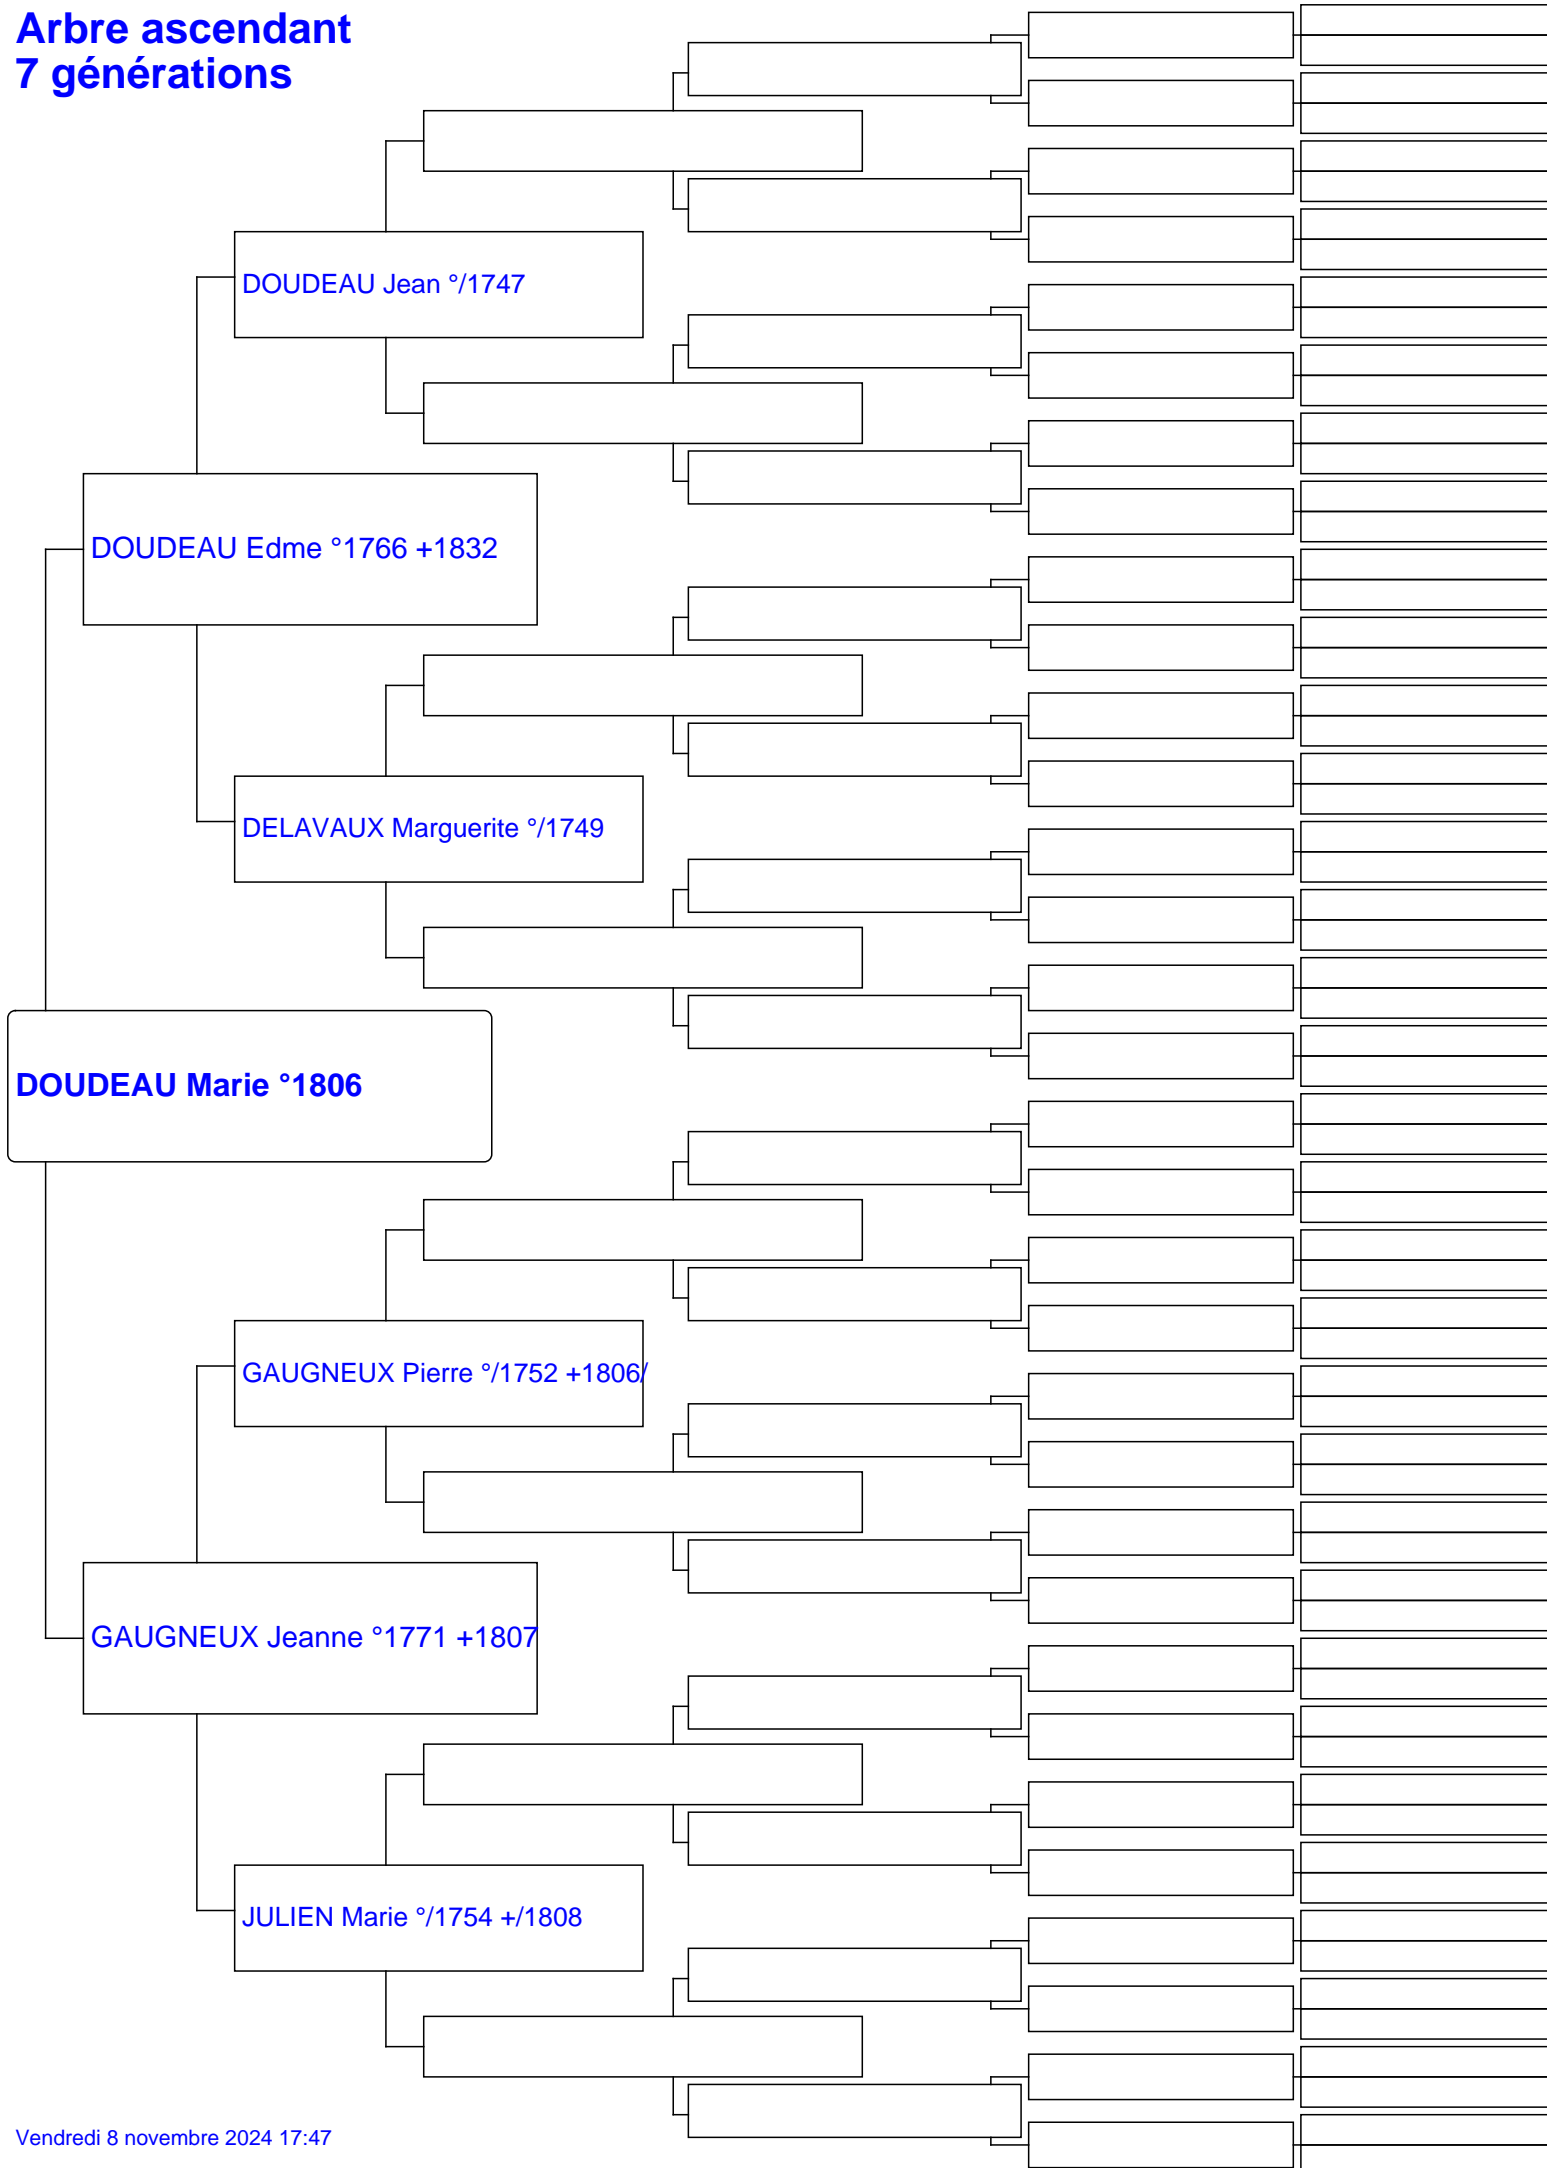 Arbre ascendant
7 générations
DOUDEAU Jean °/1747
DOUDEAU Edme °1766 +1832
DELAVAUX Marguerite °/1749
DOUDEAU Marie °1806
GAUGNEUX Pierre °/1752 +1806/
GAUGNEUX Jeanne °1771 +1807
JULIEN Marie °/1754 +/1808
Vendredi 8 novembre 2024 17:47